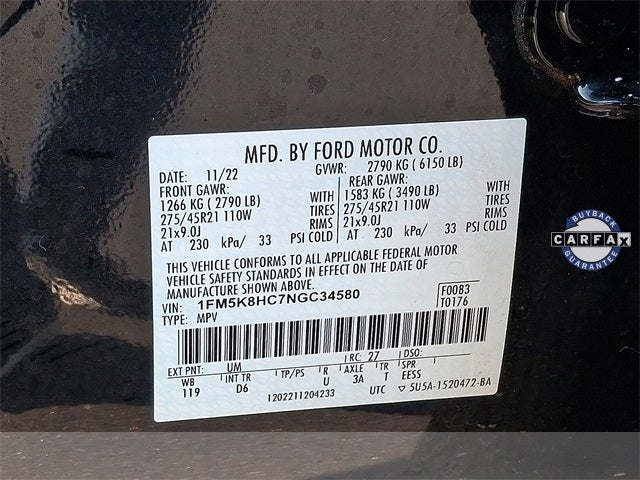 MFD. BY FORD MOTOR CO.
DATE: 11/22 GVWR: 2790 KG ( 6150 LB)
FRONT GAWR: REAR GAWR:
1266 KG ( 2790 LB) WITH 1583 KG ( 3490 LB) WITH
275/45R21 110W TIRES 275/45R21 110W TIRES
21x9.0J RIMS 21x9.0J RIMS
AT 230 kPa/ 33 PSI COLD AT 230 kPa/ 33 PSI COLD
THIS VEHICLE CONFORMS TO ALL APPLICABLE FEDERAL MOTOR
VEHICLE SAFETY STANDARDS IN EFFECT ON THE DATE OF
MANUFACTURE SHOWN ABOVE.
VIN: 1FM5K8HC7NGC34580 F0083
TYPE: MPV T0176
EXT PNT: UM RC: 27 DSO:
WB INT TR TP/PS R AXLE TR SPR
119 D6 U 3A T EESS
1202211204233 UTC ▽ 5U5A-1520472-BA
BUYBACK
CARFAX
GUARANTEE